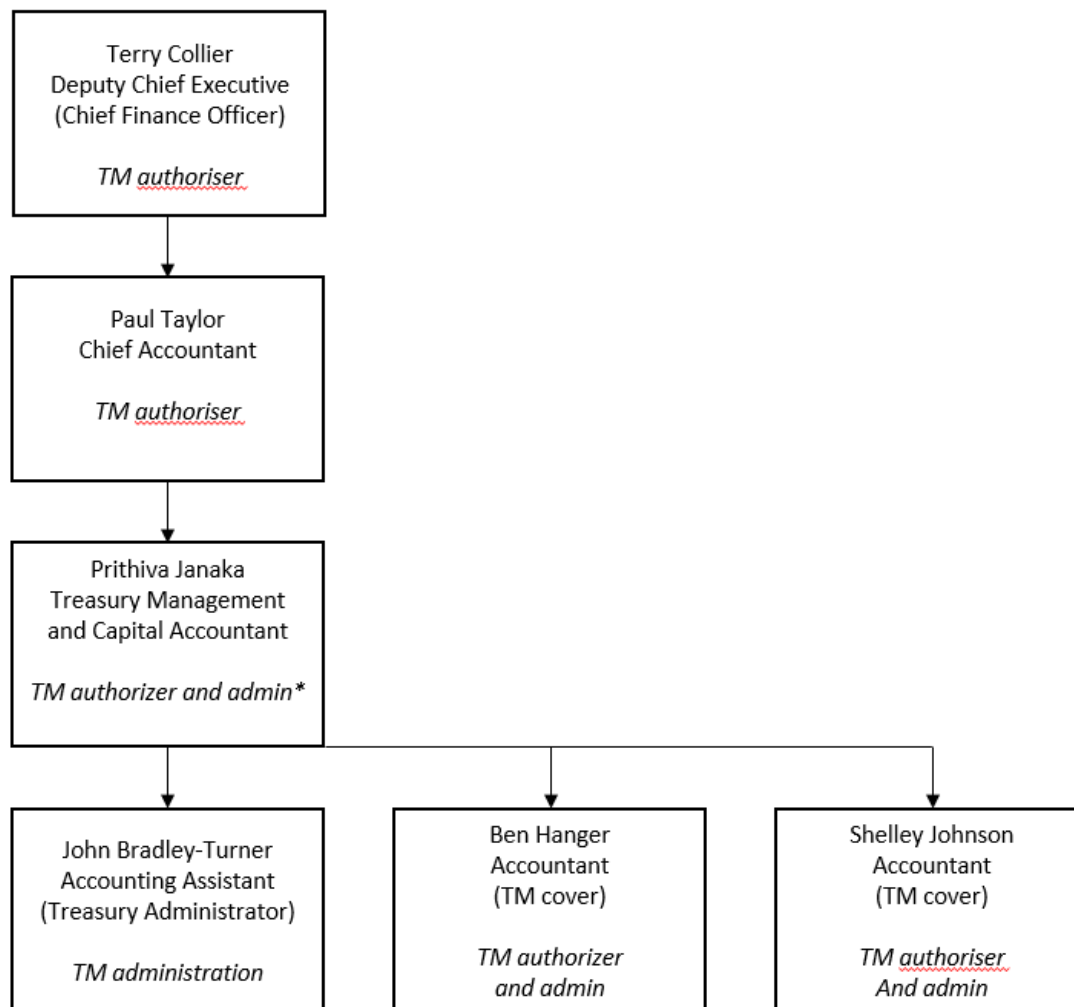 Terry Collier
Deputy Chief Executive
(Chief Finance Officer)
TM authoriser
Paul Taylor
Chief Accountant
TM authoriser
Prithiva Janaka
Treasury Management
and Capital Accountant
TM authorizer and admin*
John Bradley-Turner
Accounting Assistant
(Treasury Administrator)
TM administration
Ben Hanger
Accountant
(TM cover)
TM authorizer
and admin
Shelley Johnson
Accountant
(TM cover)
TM authoriser
And admin